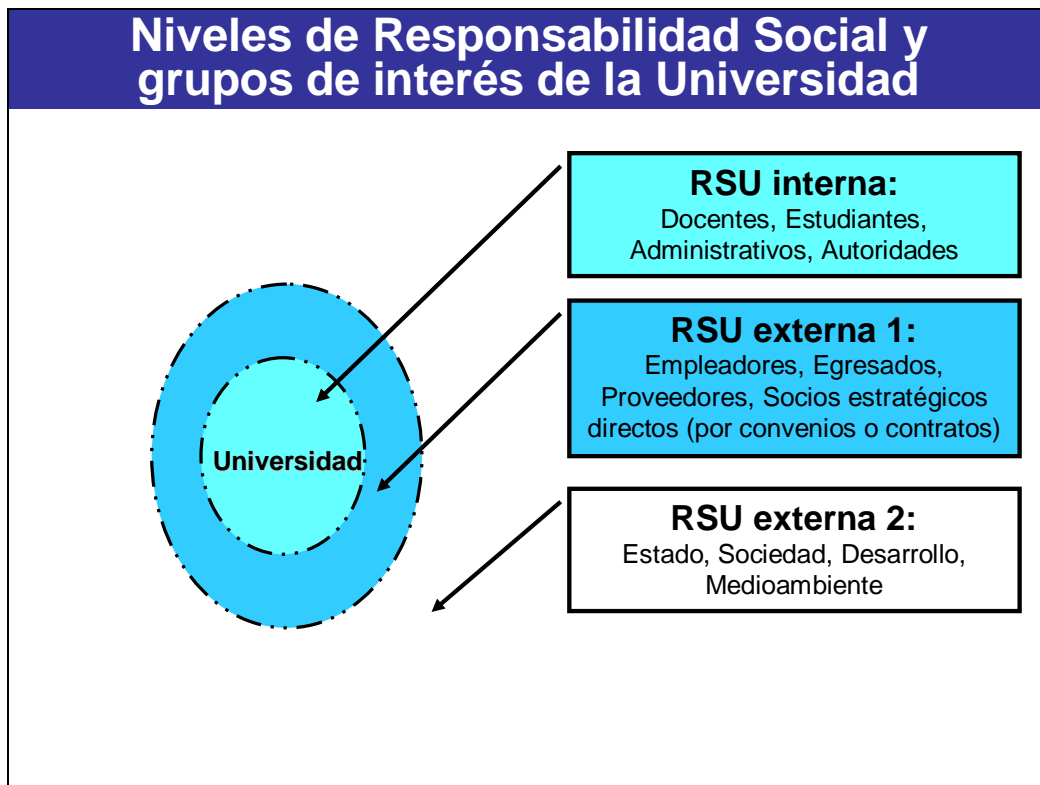 Niveles de Responsabilidad Social y
grupos de interés de la Universidad
RSU interna:
Docentes, Estudiantes,
Administrativos, Autoridades
RSU externa 1:
Empleadores, Egresados,
Proveedores, Socios estratégicos
directos (por convenios o contratos)
Universidad
RSU externa 2:
Estado, Sociedad, Desarrollo,
Medioambiente